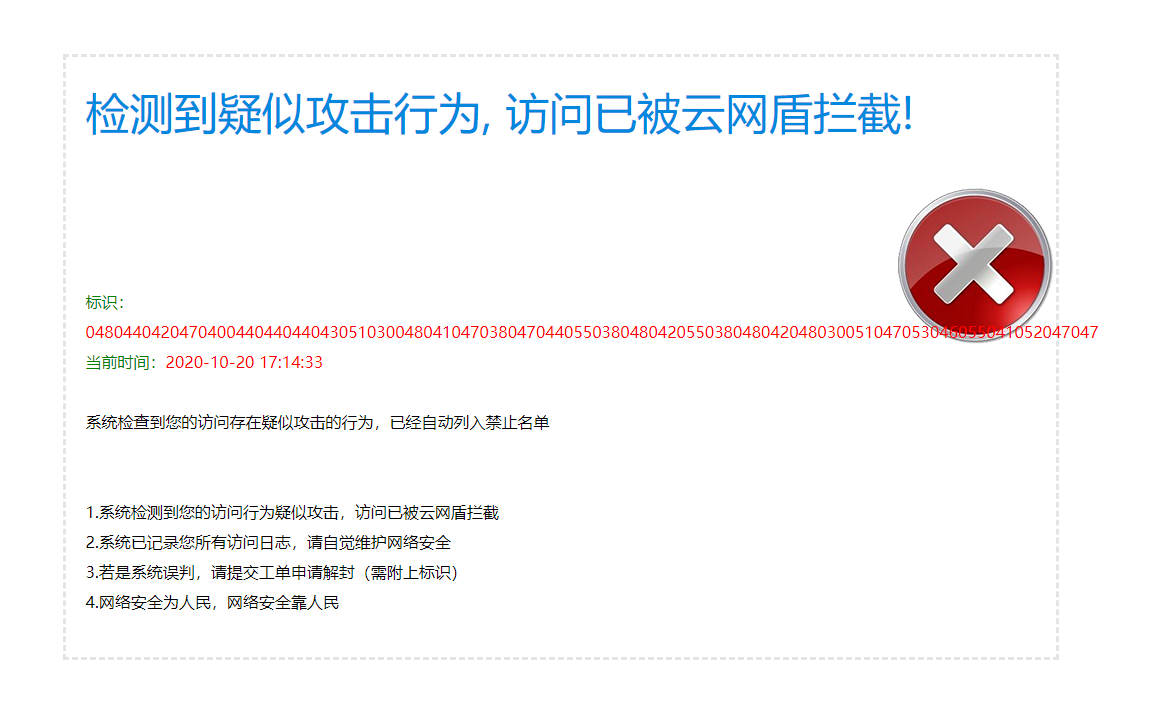 检测到疑似攻击行为, 访问已被云网盾拦截!
标识：
048044042047040044044044043051030048041047038047044055038048042055038048042048030051047053046055041052047047
当前时间：2020-10-20 17:14:33
系统检查到您的访问存在疑似攻击的行为，已经自动列入禁止名单
1.系统检测到您的访问行为疑似攻击，访问已被云网盾拦截
2.系统已记录您所有访问日志，请自觉维护网络安全
3.若是系统误判，请提交工单申请解封（需附上标识）
4.网络安全为人民，网络安全靠人民